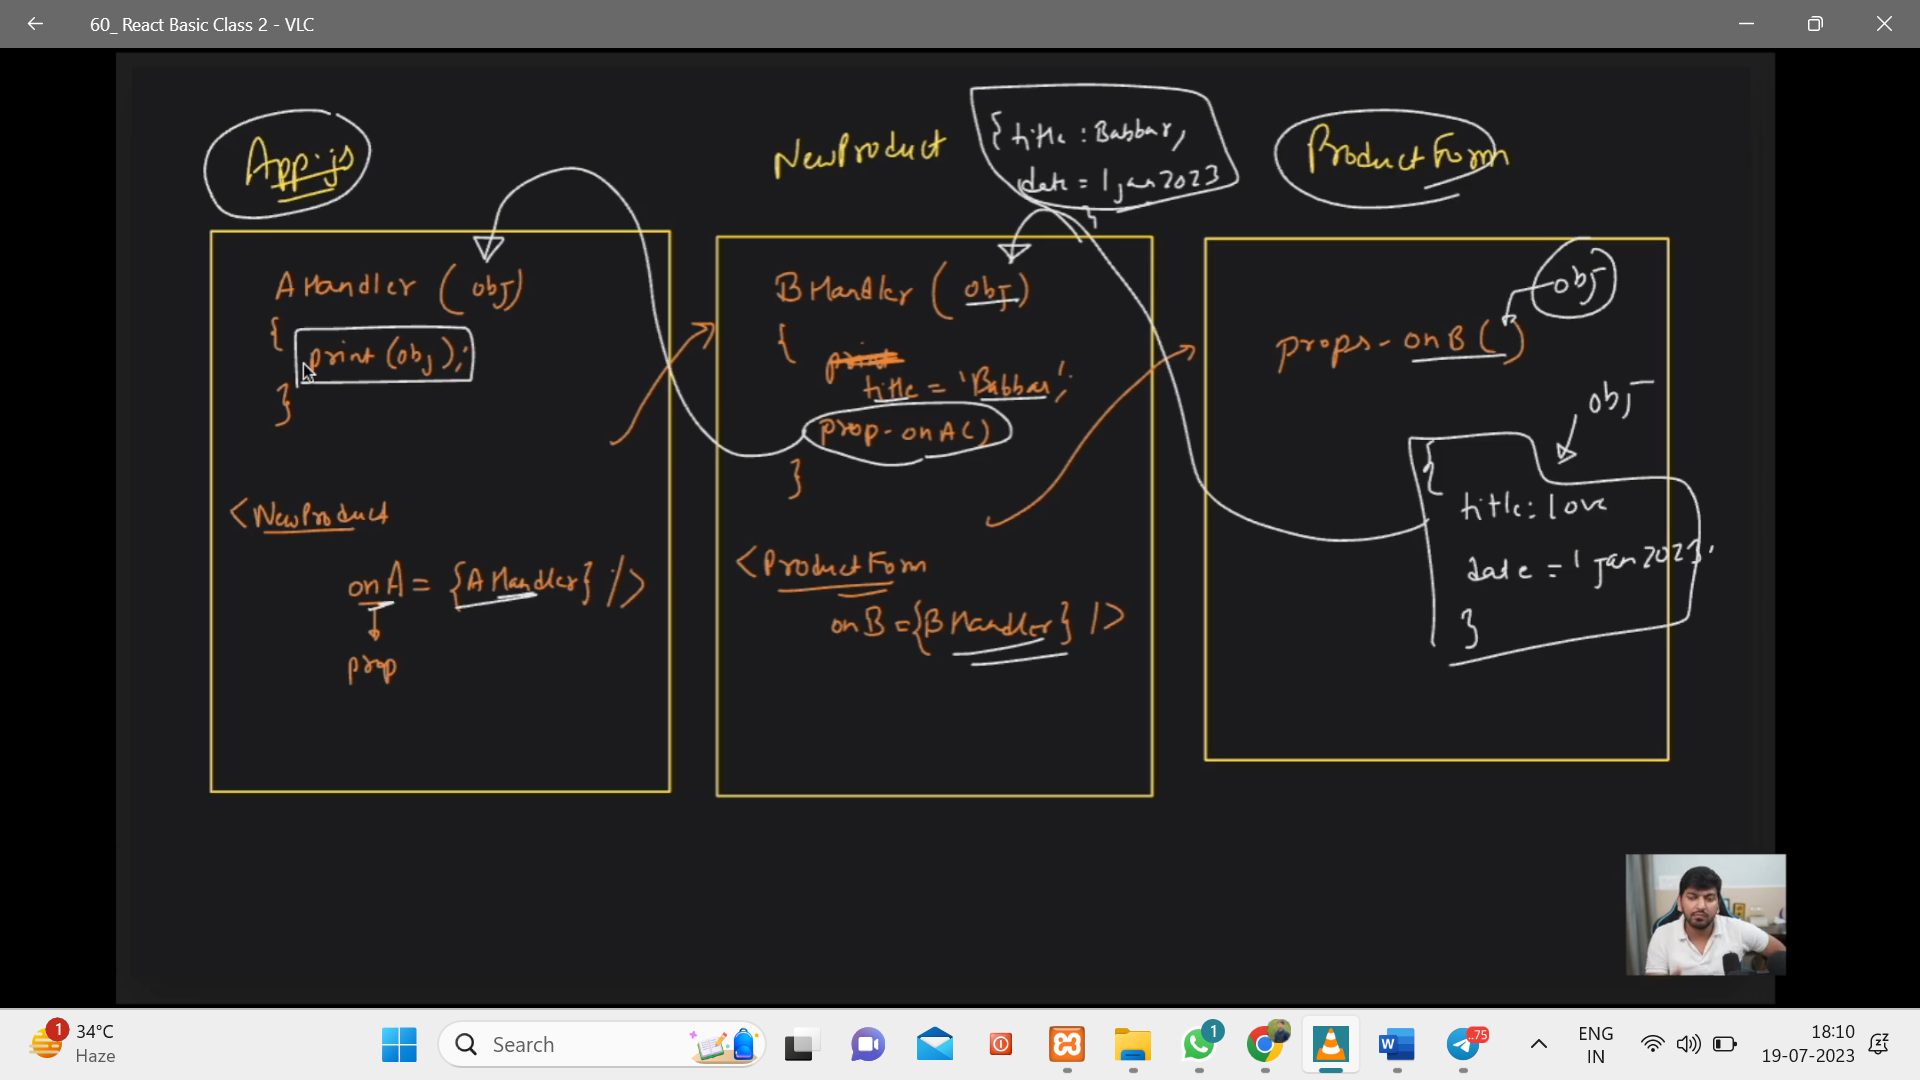 60_ React Basic Class 2 - VLC
App.js
NewProduct
{ title : Babbar,
date = 1 jan 2023
}
ProductForm
AHandler (obj)
{
print (obj);
}
<NewProduct
onA = {AHandler} />
prop
BHandler (obj)
{
print
title = 'Babbar';
prop-onA()
}
<ProductForm
onB = {BHandler} />
obj
props-onB()
obj
{
title: love
date = 1 jan 2023.
}
1
34°C
Haze
Search
1
.75
ENG
IN
18:10
19-07-2023